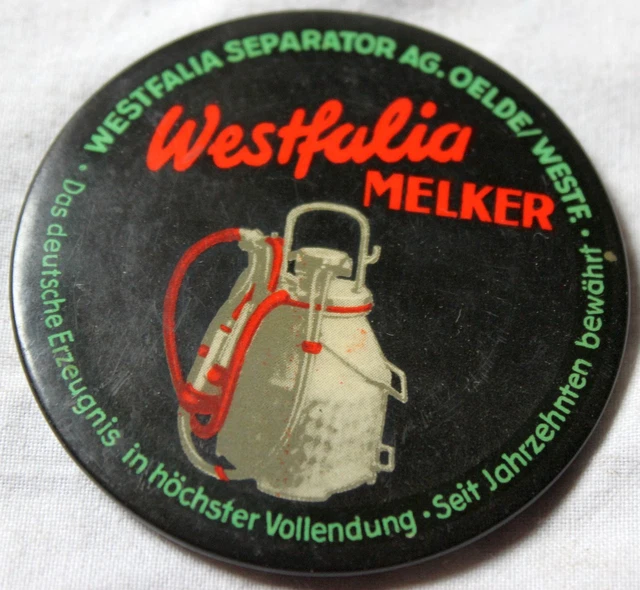 WESTFALIA SEPARATOR AG. OELDE/WESTF.
Westfalia
MELKER
· Das deutsche Erzeugnis in höchster Vollendung · Seit Jahrzehnten bewährt ·